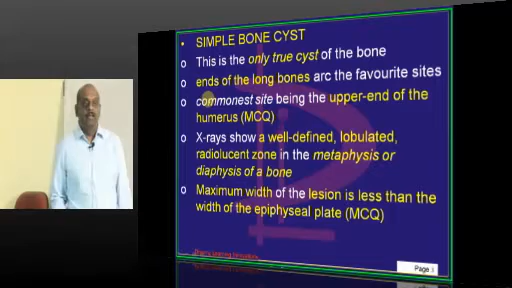 SIMPLE BONE CYST
This is the only true cyst of the bone
ends of the long bones arc the favourite sites
commonest site being the upper-end of the
humerus (MCQ)
X-rays show a well-defined, lobulated,
radiolucent zone in the metaphysis or
diaphysis of a bone
Maximum width of the lesion is less than the
width of the epiphyseal plate (MCQ)
Page